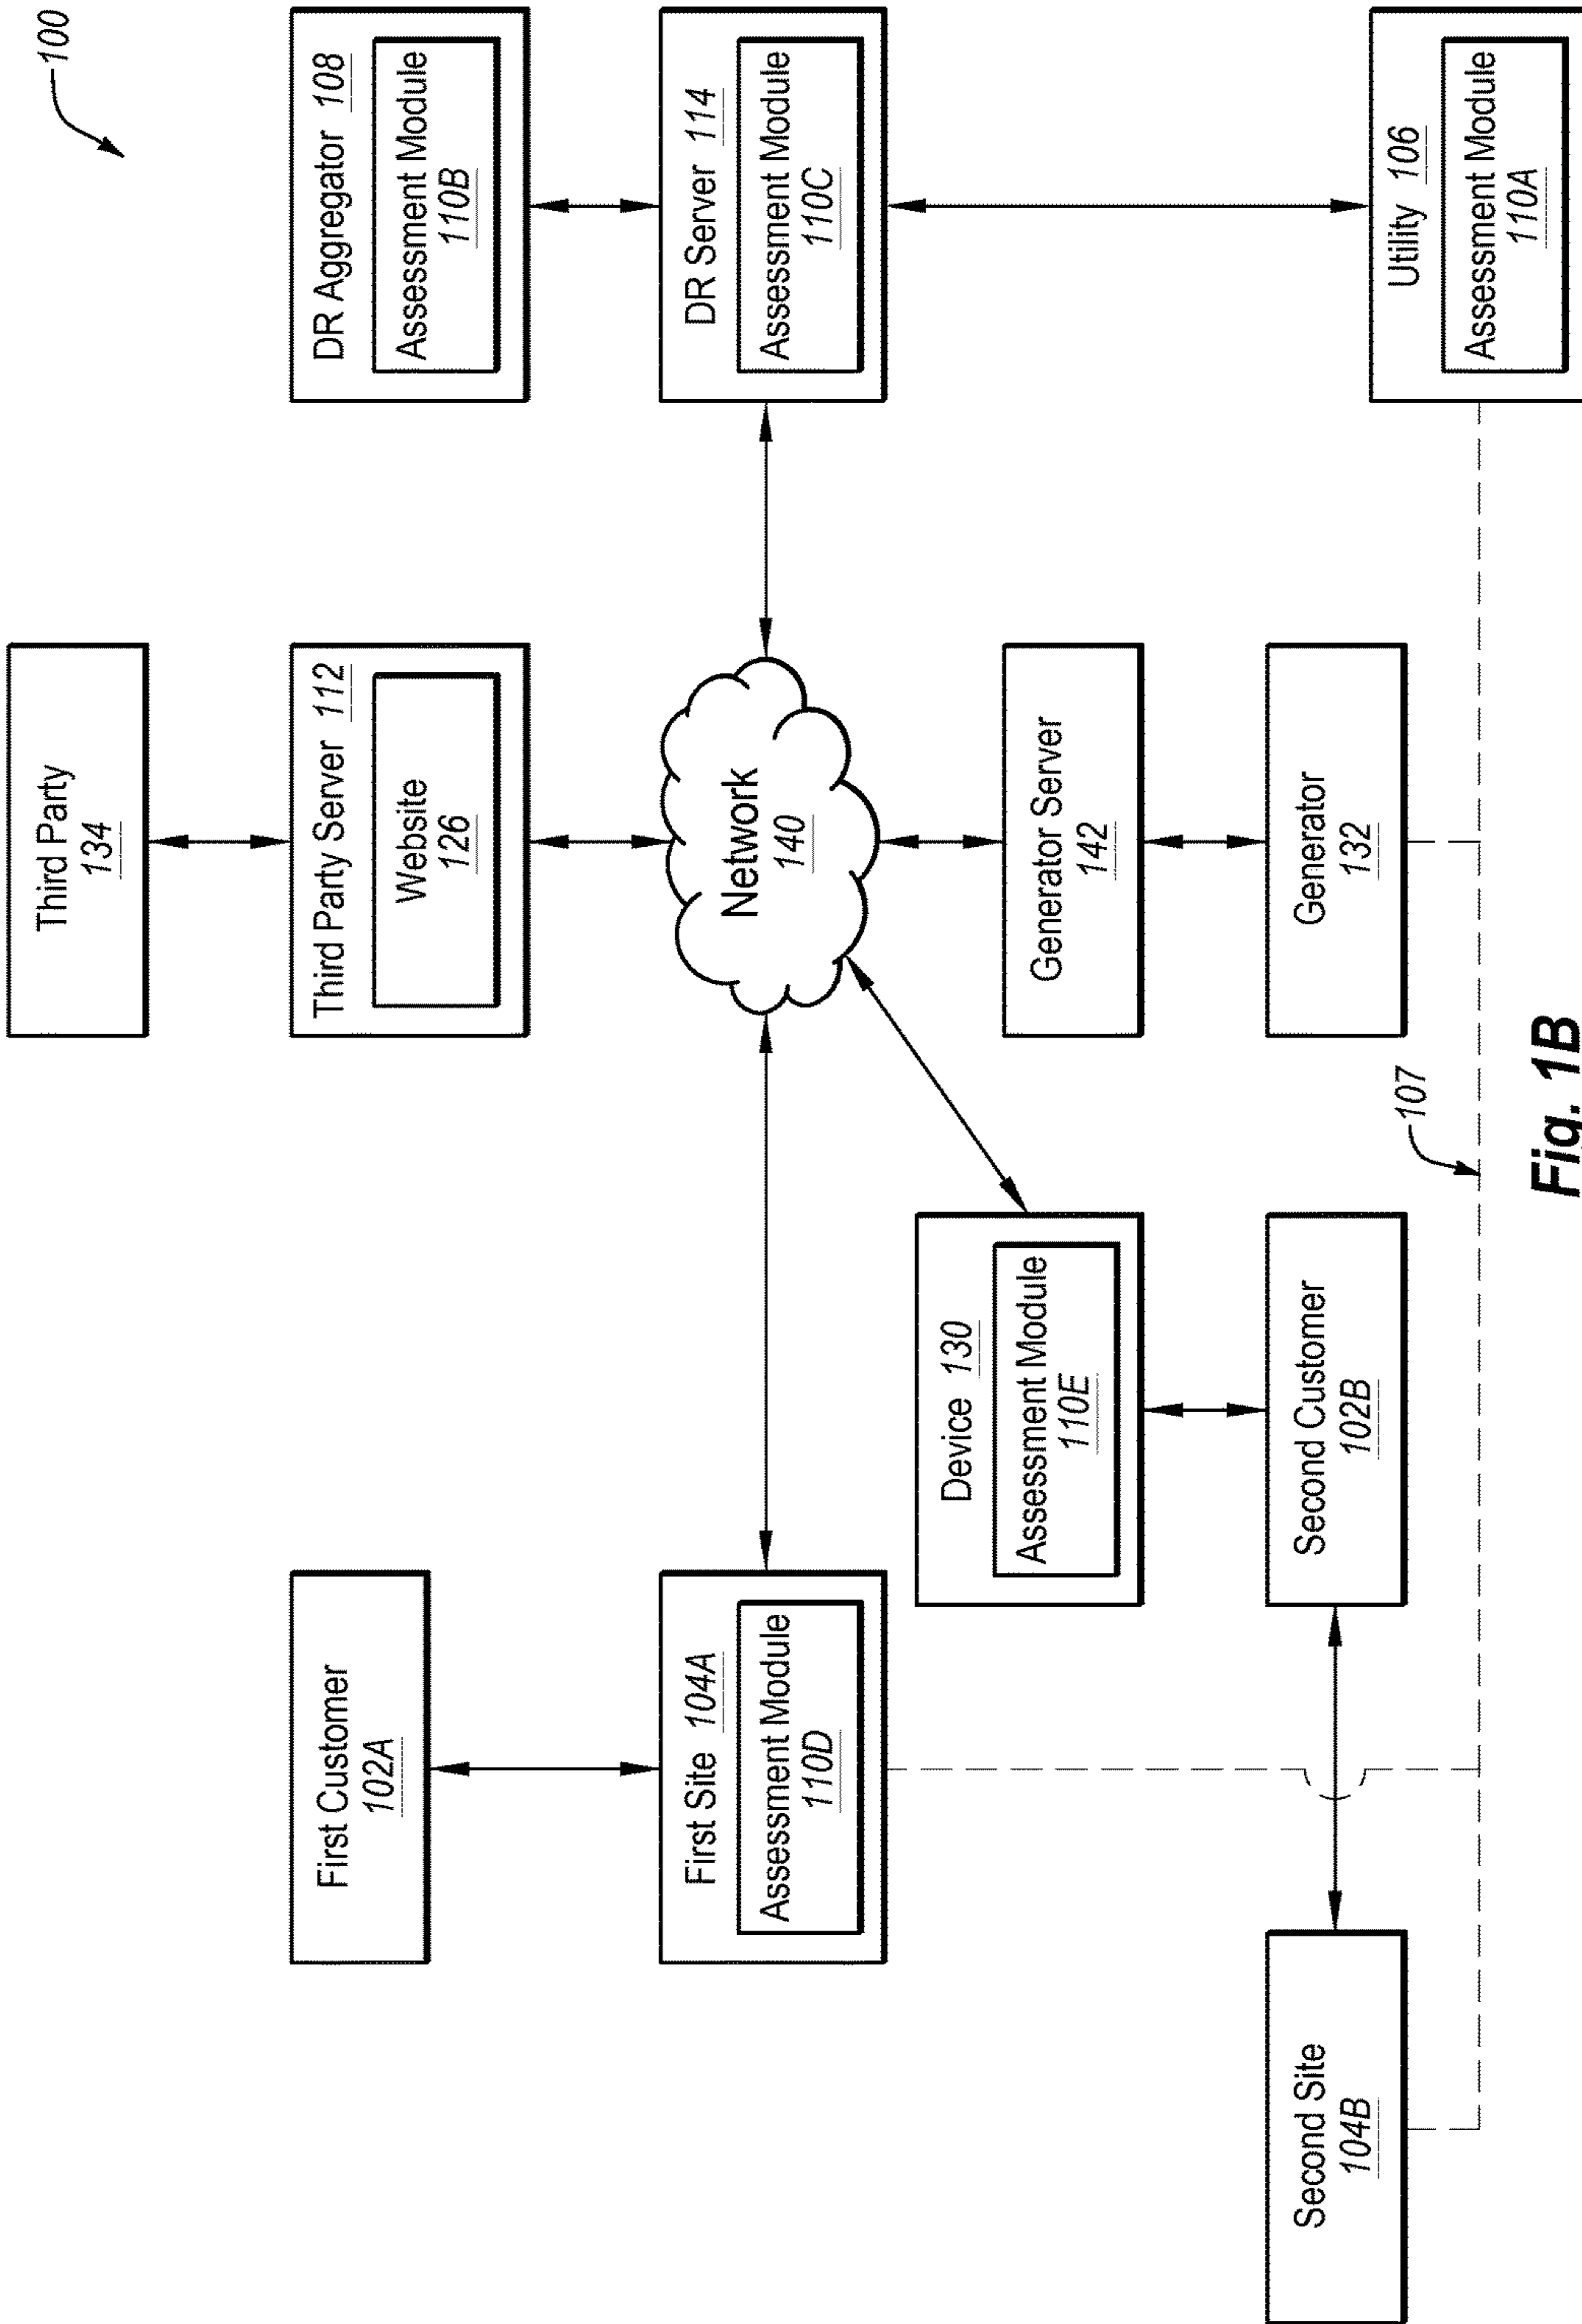 100
Third Party
134
First Customer
102A
Third Party Server 112
Website
126
DR Aggregator 108
Assessment Module
110B
First Site 104A
Assessment Module
110D
Network
140
DR Server 114
Assessment Module
110C
Device 130
Assessment Module
110E
Generator Server
142
Second Site
104B
Second Customer
102B
Generator
132
Utility 106
Assessment Module
110A
107
Fig. 1B